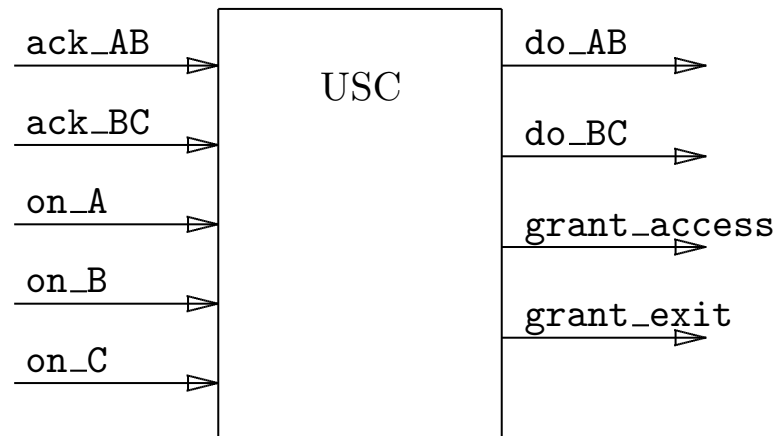 ack_AB
ack_BC
on_A
on_B
on_C
USC
do_AB
do_BC
grant_access
grant_exit